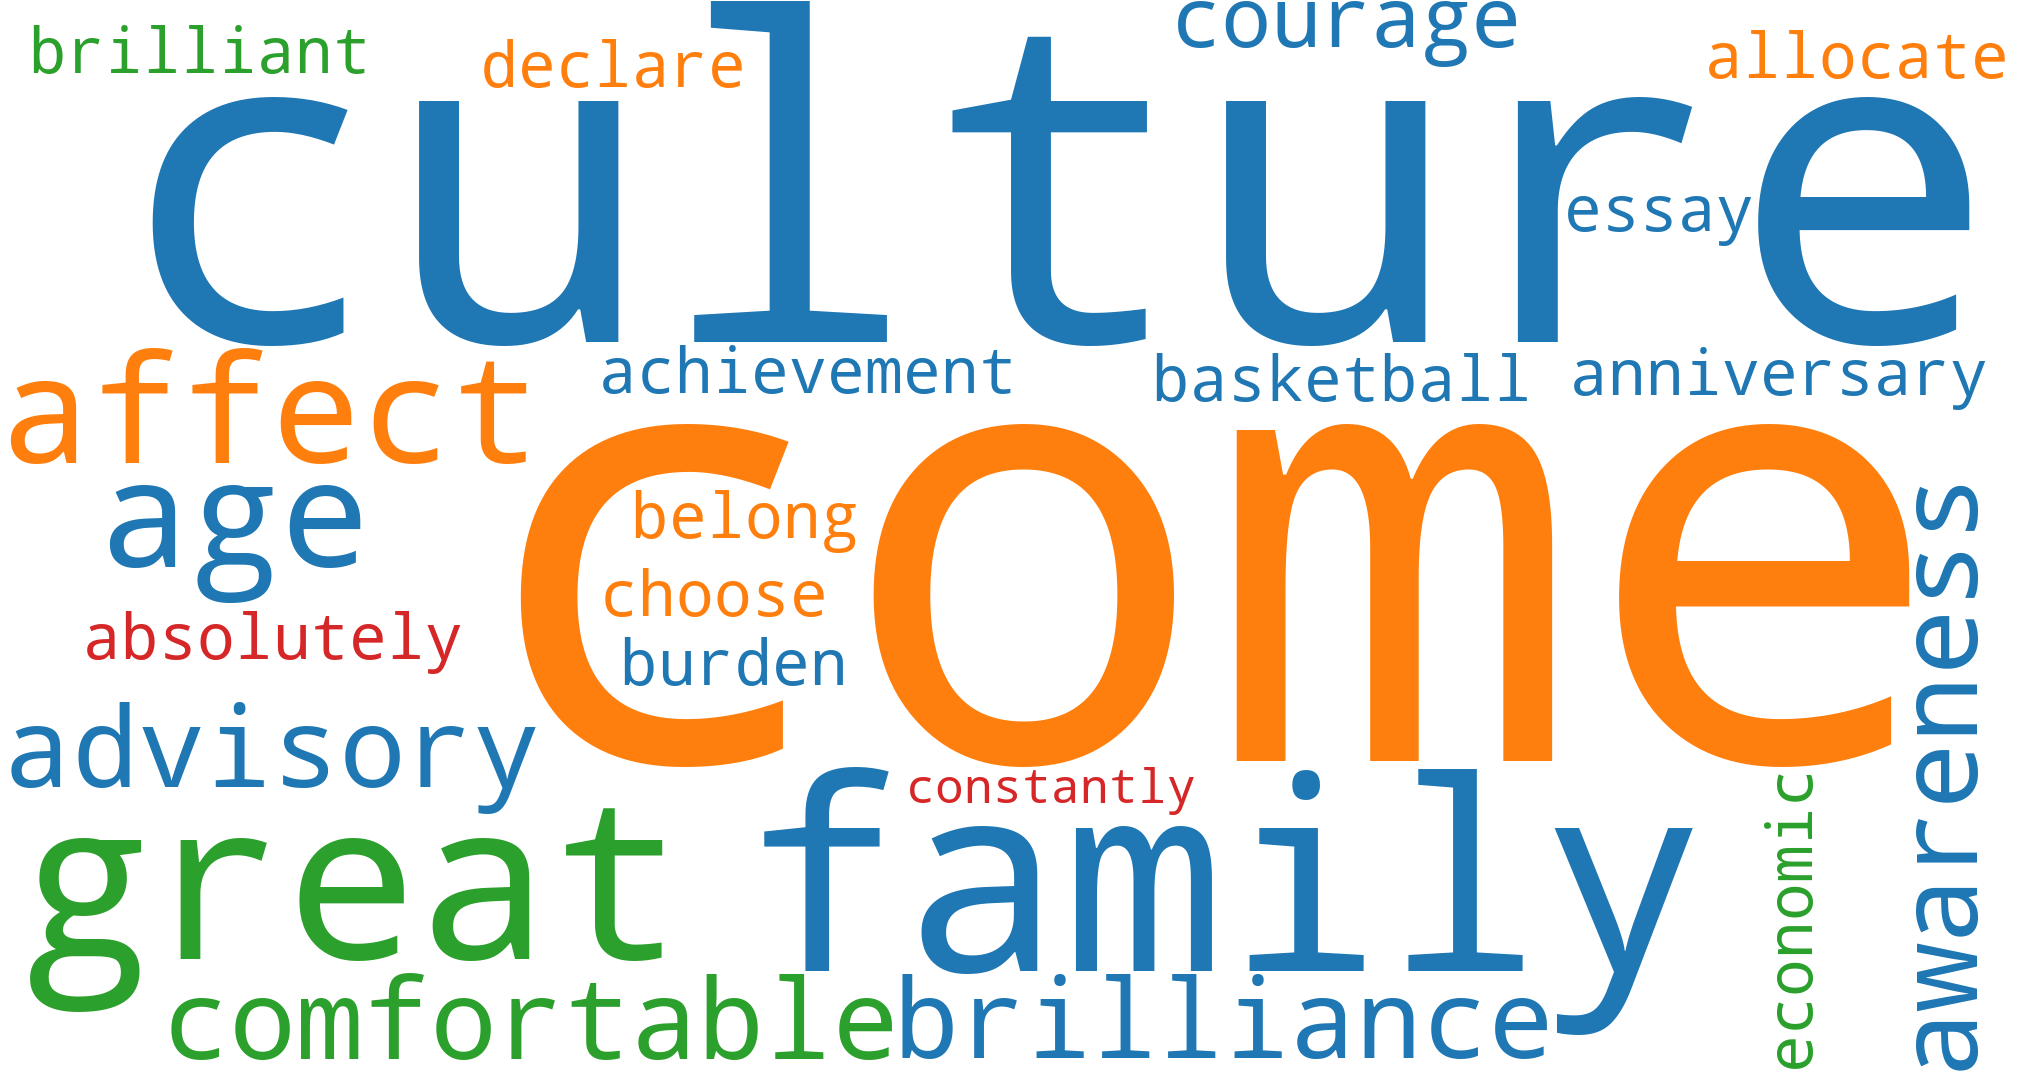 brilliant
declare
courage
allocate
culture
essay
affect
achievement
basketball
anniversary
come
age
belong
choose
absolutely
burden
awareness
advisory
constantly
great
family
economic
comfortable
brilliance